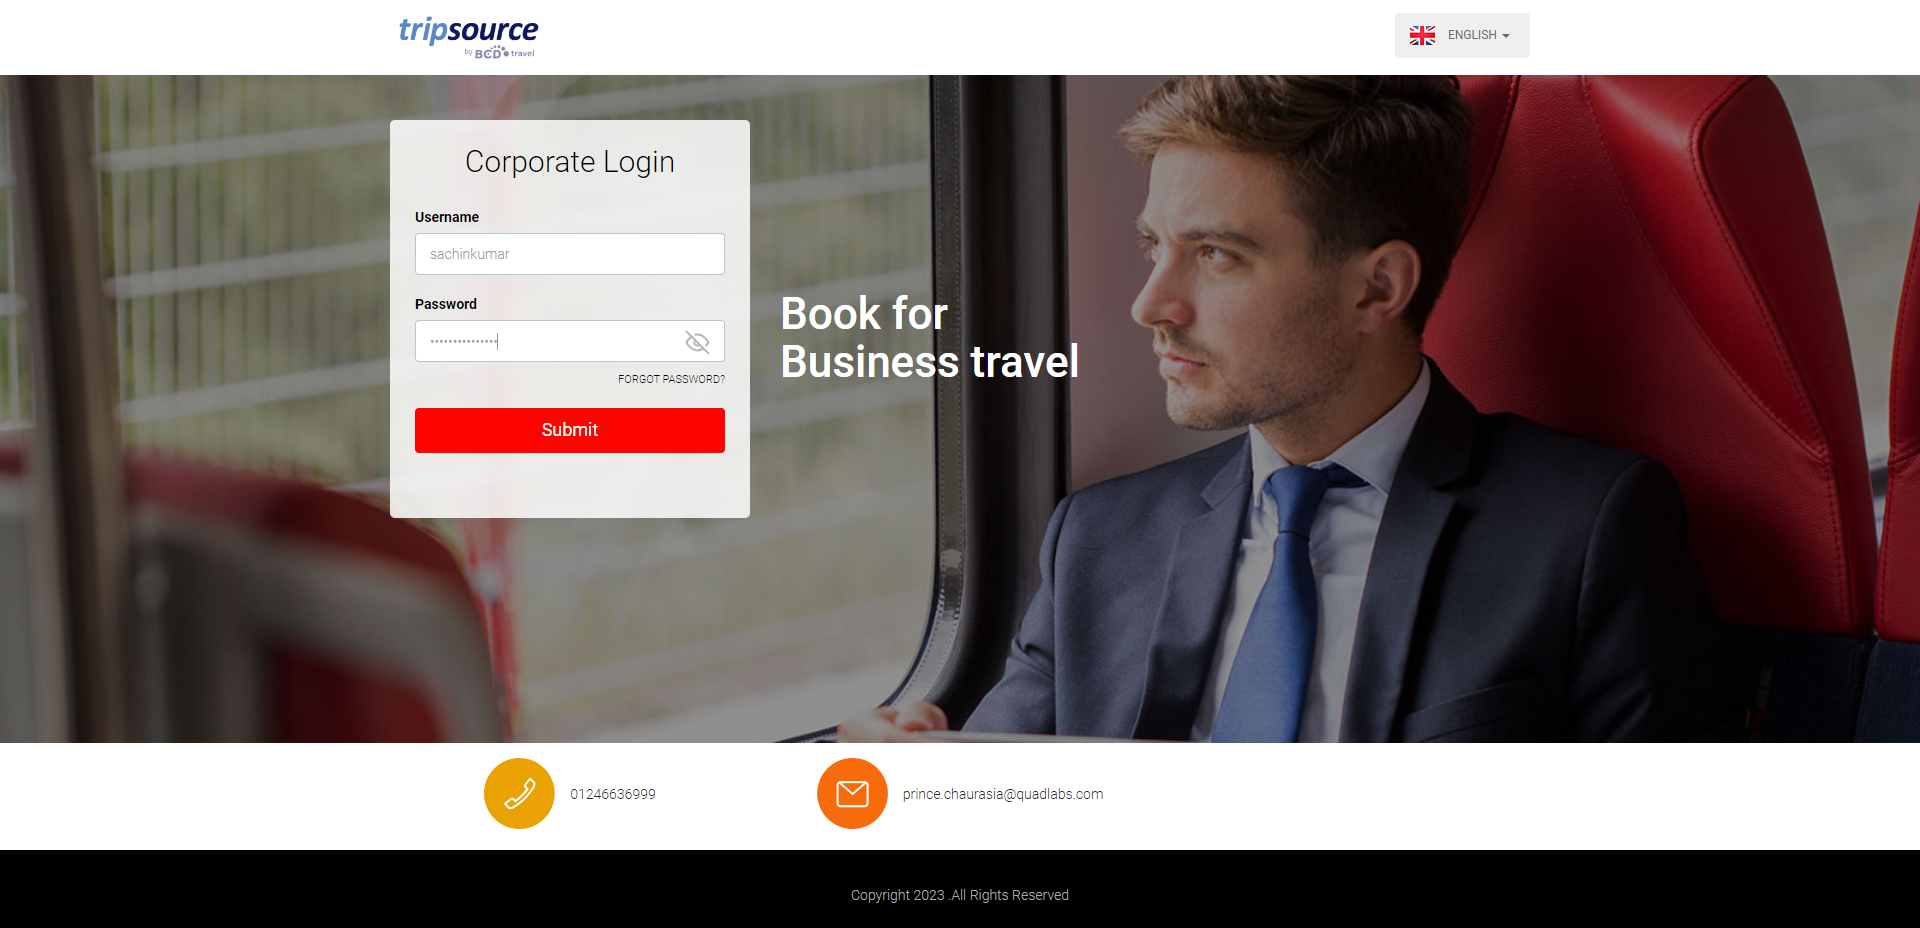 tripsource
by BCD travel
ENGLISH
Corporate Login
Username
sachinkumar
Password
FORGOT PASSWORD?
Submit
Book for
Business travel
01246636999
prince.chaurasia@quadlabs.com
Copyright 2023 .All Rights Reserved